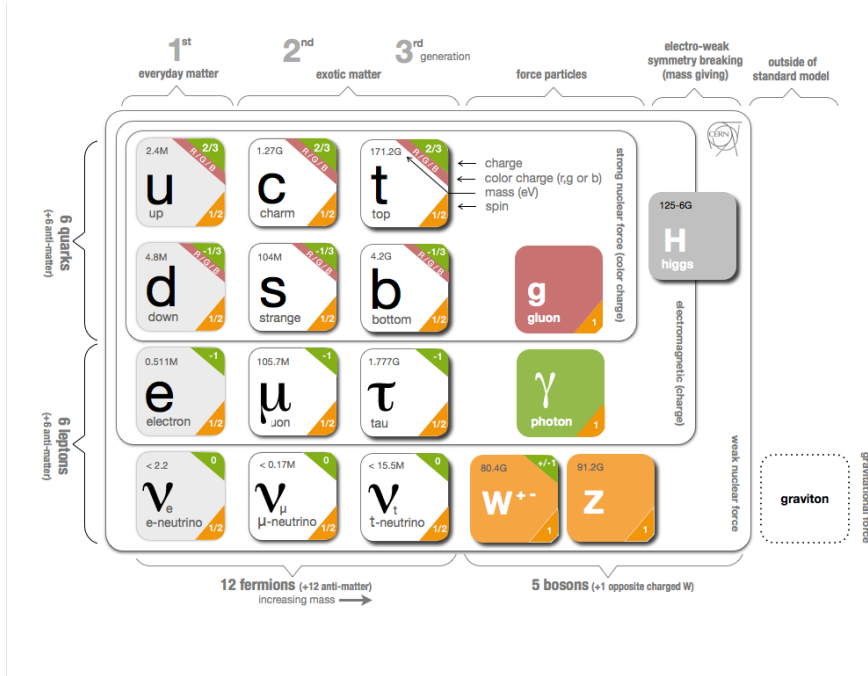 1st
2nd
3rd generation
everyday matter
exotic matter
force particles
electro-weak
symmetry breaking
(mass giving)
outside of
standard model
CERN
6 quarks
(+6 anti-matter)
2.4M
2/3
R/G/B
u
up
1/2
1.27G
2/3
R/G/B
c
charm
1/2
171.2G
2/3
R/G/B
t
top
1/2
charge
color charge (r,g or b)
mass (eV)
spin
strong nuclear force (color charge)
125-6G
H
higgs
4.8M
-1/3
R/G/B
d
down
1/2
104M
-1/3
R/G/B
s
strange
1/2
4.2G
-1/3
R/G/B
b
bottom
1/2
g
gluon
1
electromagnetic (charge)
6 leptons
(+6 anti-matter)
0.511M
-1
e
electron
1/2
105.7M
-1
μ
uon
1/2
1.777G
-1
τ
tau
1/2
γ
photon
1
weak nuclear force
< 2.2
0
νe
e-neutrino
1/2
< 0.17M
0
νμ
μ-neutrino
1/2
< 15.5M
0
νt
t-neutrino
1/2
80.4G
+/-1
W+-
1
91.2G
Z
1
graviton
gravitational force
12 fermions (+12 anti-matter)
increasing mass
5 bosons (+1 opposite charged W)